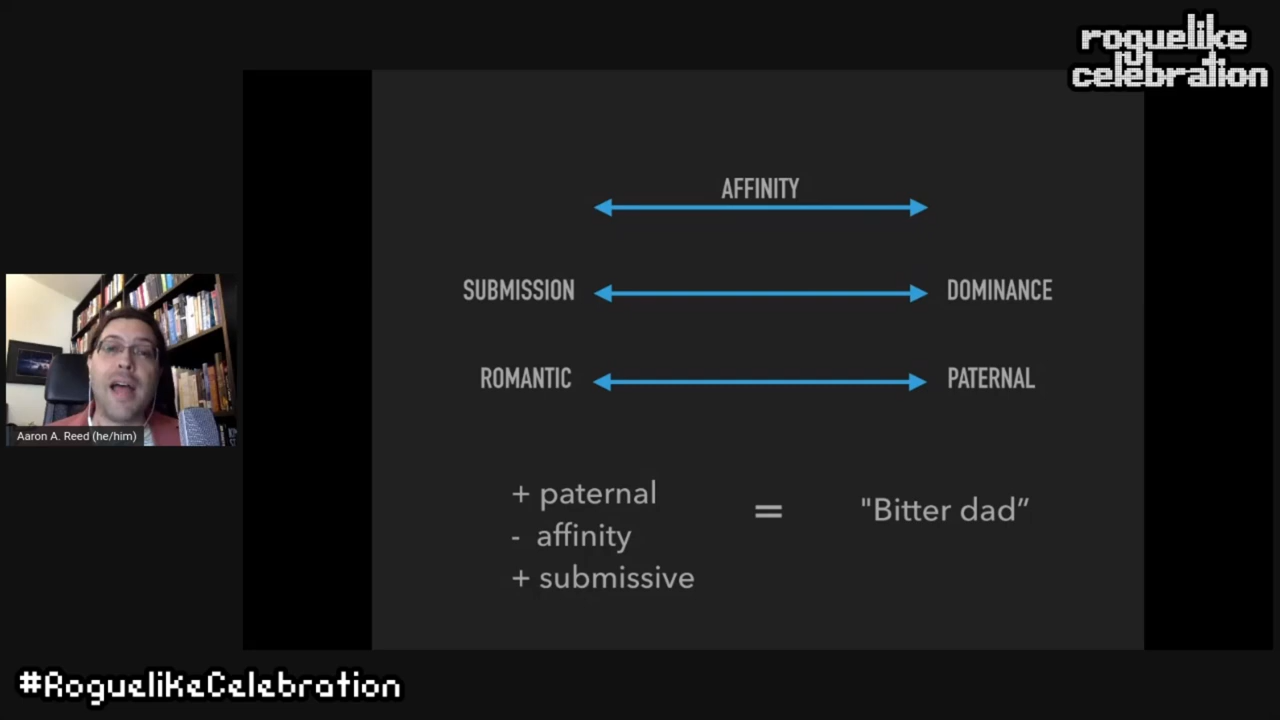 roguelike
celebration
AFFINITY
SUBMISSION DOMINANCE
ROMANTIC PATERNAL
+ paternal
- affinity
+ submissive
= "Bitter dad”
Aaron A. Reed (he/him)
#RoguelikeCelebration